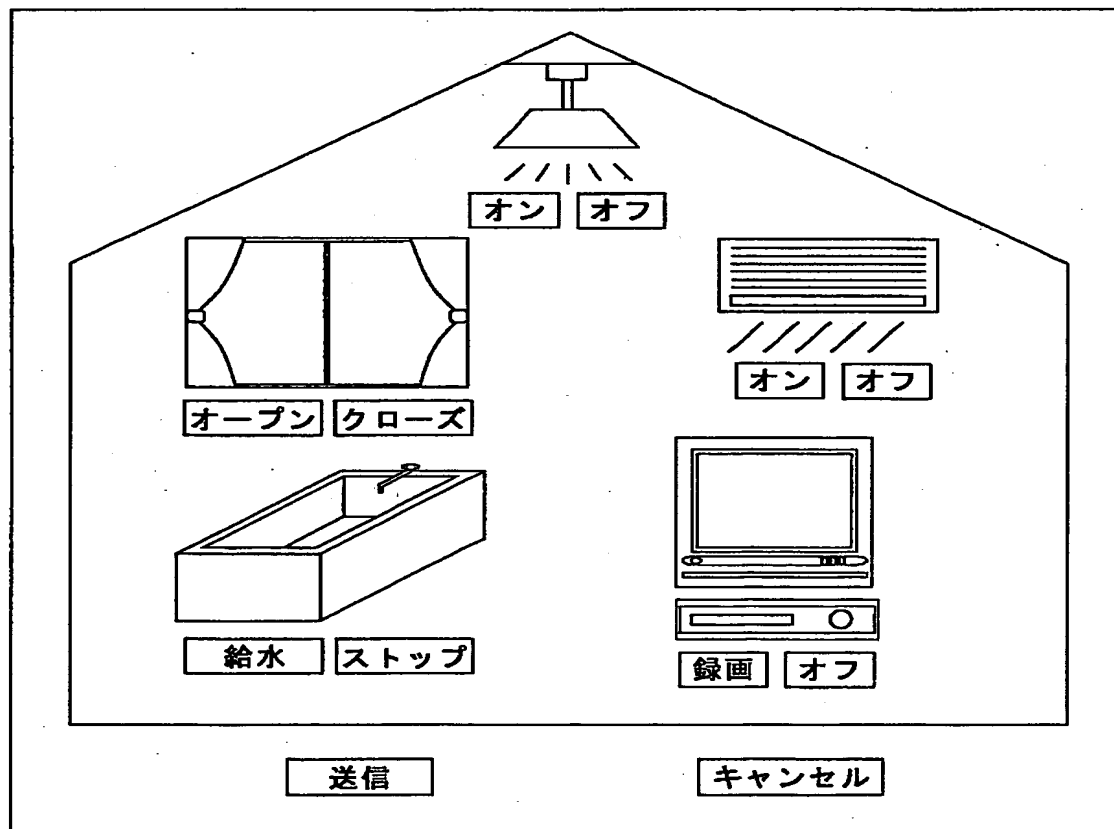 オン オフ
オン オフ
オープン クローズ
給水 ストップ
録画 オフ
送信 キャンセル